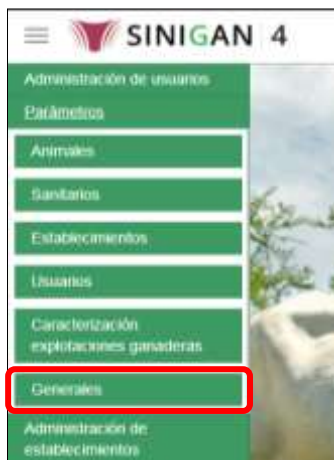 SINIGAN 4
Administración de usuarios
Parámetros
Animales
Sanitarios
Establecimientos
Usuarios
Caracterización
explotaciones ganaderas
Generales
Administración de
establecimientos